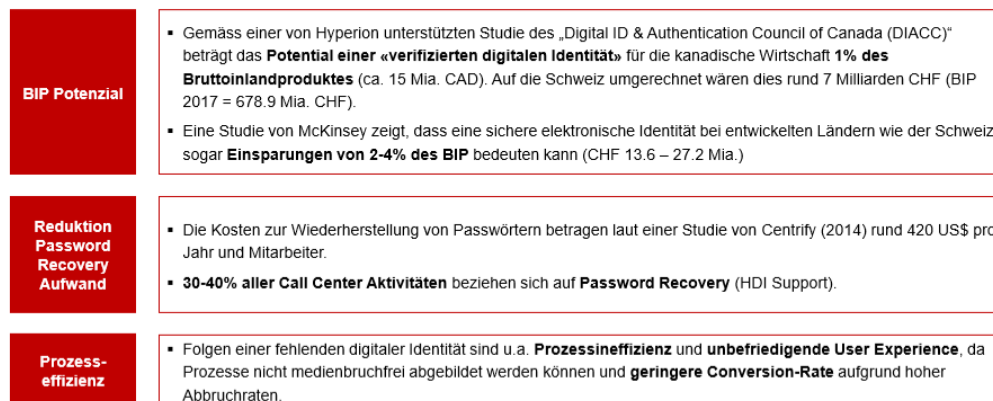 BIP Potenzial
▪ Gemäss einer von Hyperion unterstützten Studie des „Digital ID & Authentication Council of Canada (DIACC)“
beträgt das Potential einer «verifizierten digitalen Identität» für die kanadische Wirtschaft 1% des
Bruttoinlandproduktes (ca. 15 Mia. CAD). Auf die Schweiz umgerechnet wären dies rund 7 Milliarden CHF (BIP
2017 = 678.9 Mia. CHF).
▪ Eine Studie von McKinsey zeigt, dass eine sichere elektronische Identität bei entwickelten Ländern wie der Schweiz
sogar Einsparungen von 2-4% des BIP bedeuten kann (CHF 13.6 – 27.2 Mia.)
Reduktion
Password
Recovery
Aufwand
▪ Die Kosten zur Wiederherstellung von Passwörtern betragen laut einer Studie von Centrify (2014) rund 420 US$ pro
Jahr und Mitarbeiter.
▪ 30-40% aller Call Center Aktivitäten beziehen sich auf Password Recovery (HDI Support).
Prozess-
effizienz
▪ Folgen einer fehlenden digitaler Identität sind u.a. Prozessineffizienz und unbefriedigende User Experience, da
Prozesse nicht medienbruchfrei abgebildet werden können und geringere Conversion-Rate aufgrund hoher
Abbruchraten.